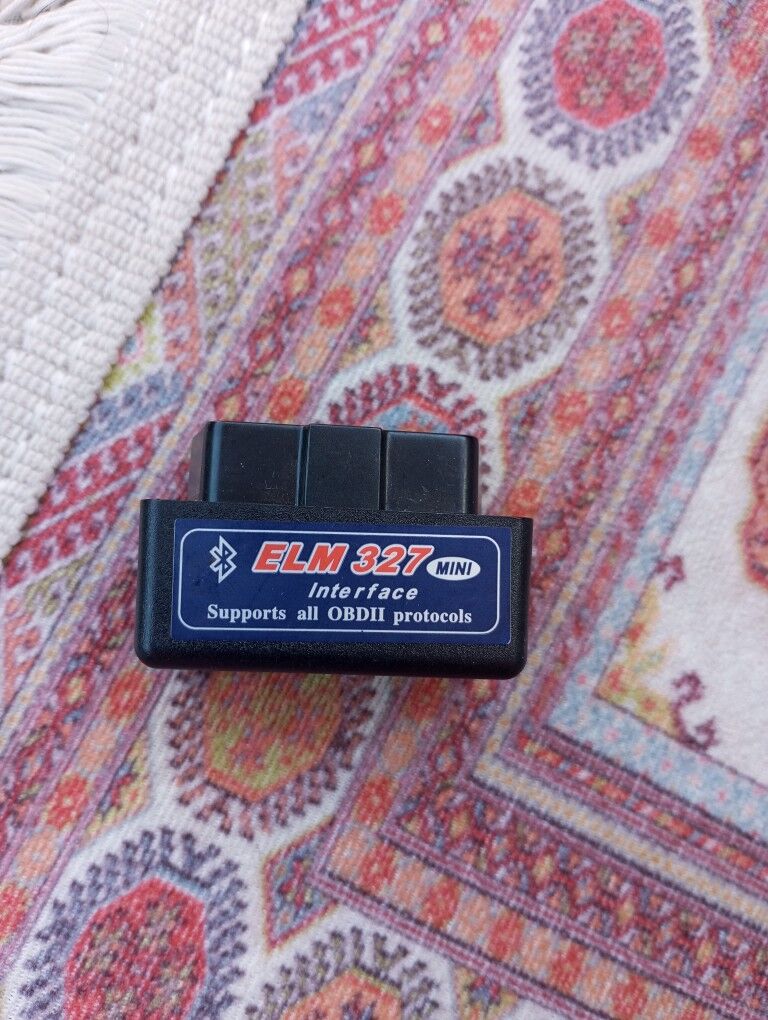 ELM 327 MINI
Interface
Supports all OBDII protocols